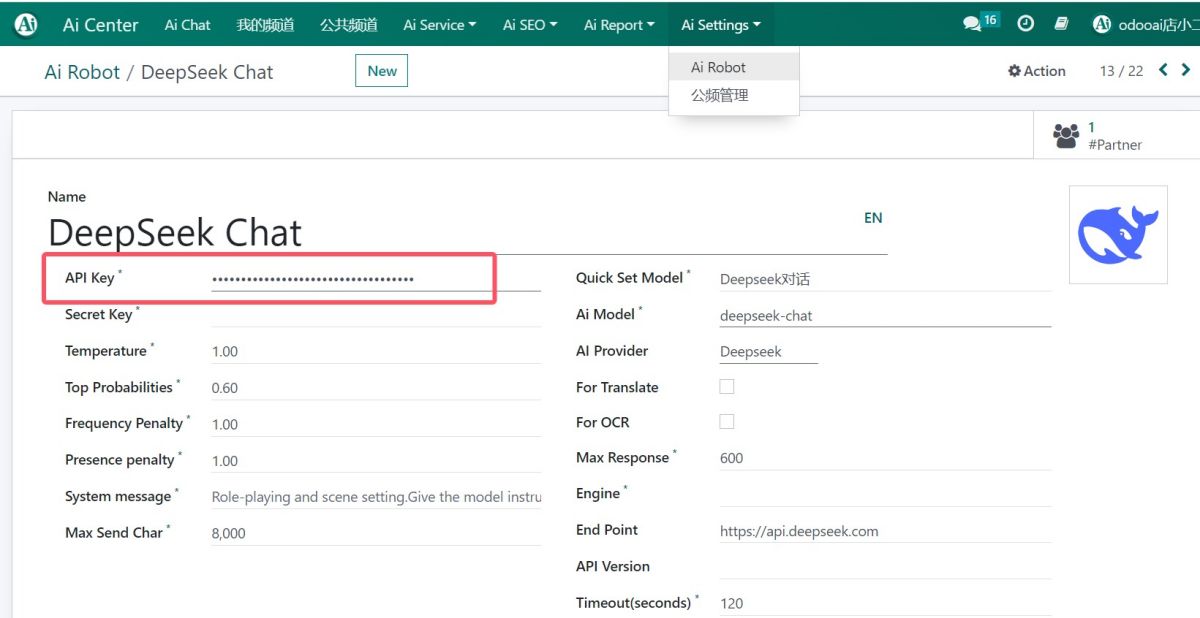 Ai Ai Center Ai Chat 我的频道 公共频道 Ai Service Ai SEO Ai Report Ai Settings 16 Ai odooai店小二
Ai Robot / DeepSeek Chat New Ai Robot Action 13 / 22
公频管理
1
#Partner
Name
DeepSeek Chat EN
API Key * ••••••••••••••••••••••••••••••••••• Quick Set Model * Deepseek对话
Secret Key * Ai Model * deepseek-chat
Temperature * 1.00 AI Provider Deepseek
Top Probabilities * 0.60 For Translate
Frequency Penalty * 1.00 For OCR
Presence penalty * 1.00 Max Response * 600
System message * Role-playing and scene setting.Give the model instru Engine *
Max Send Char * 8,000 End Point https://api.deepseek.com
API Version
Timeout(seconds) * 120